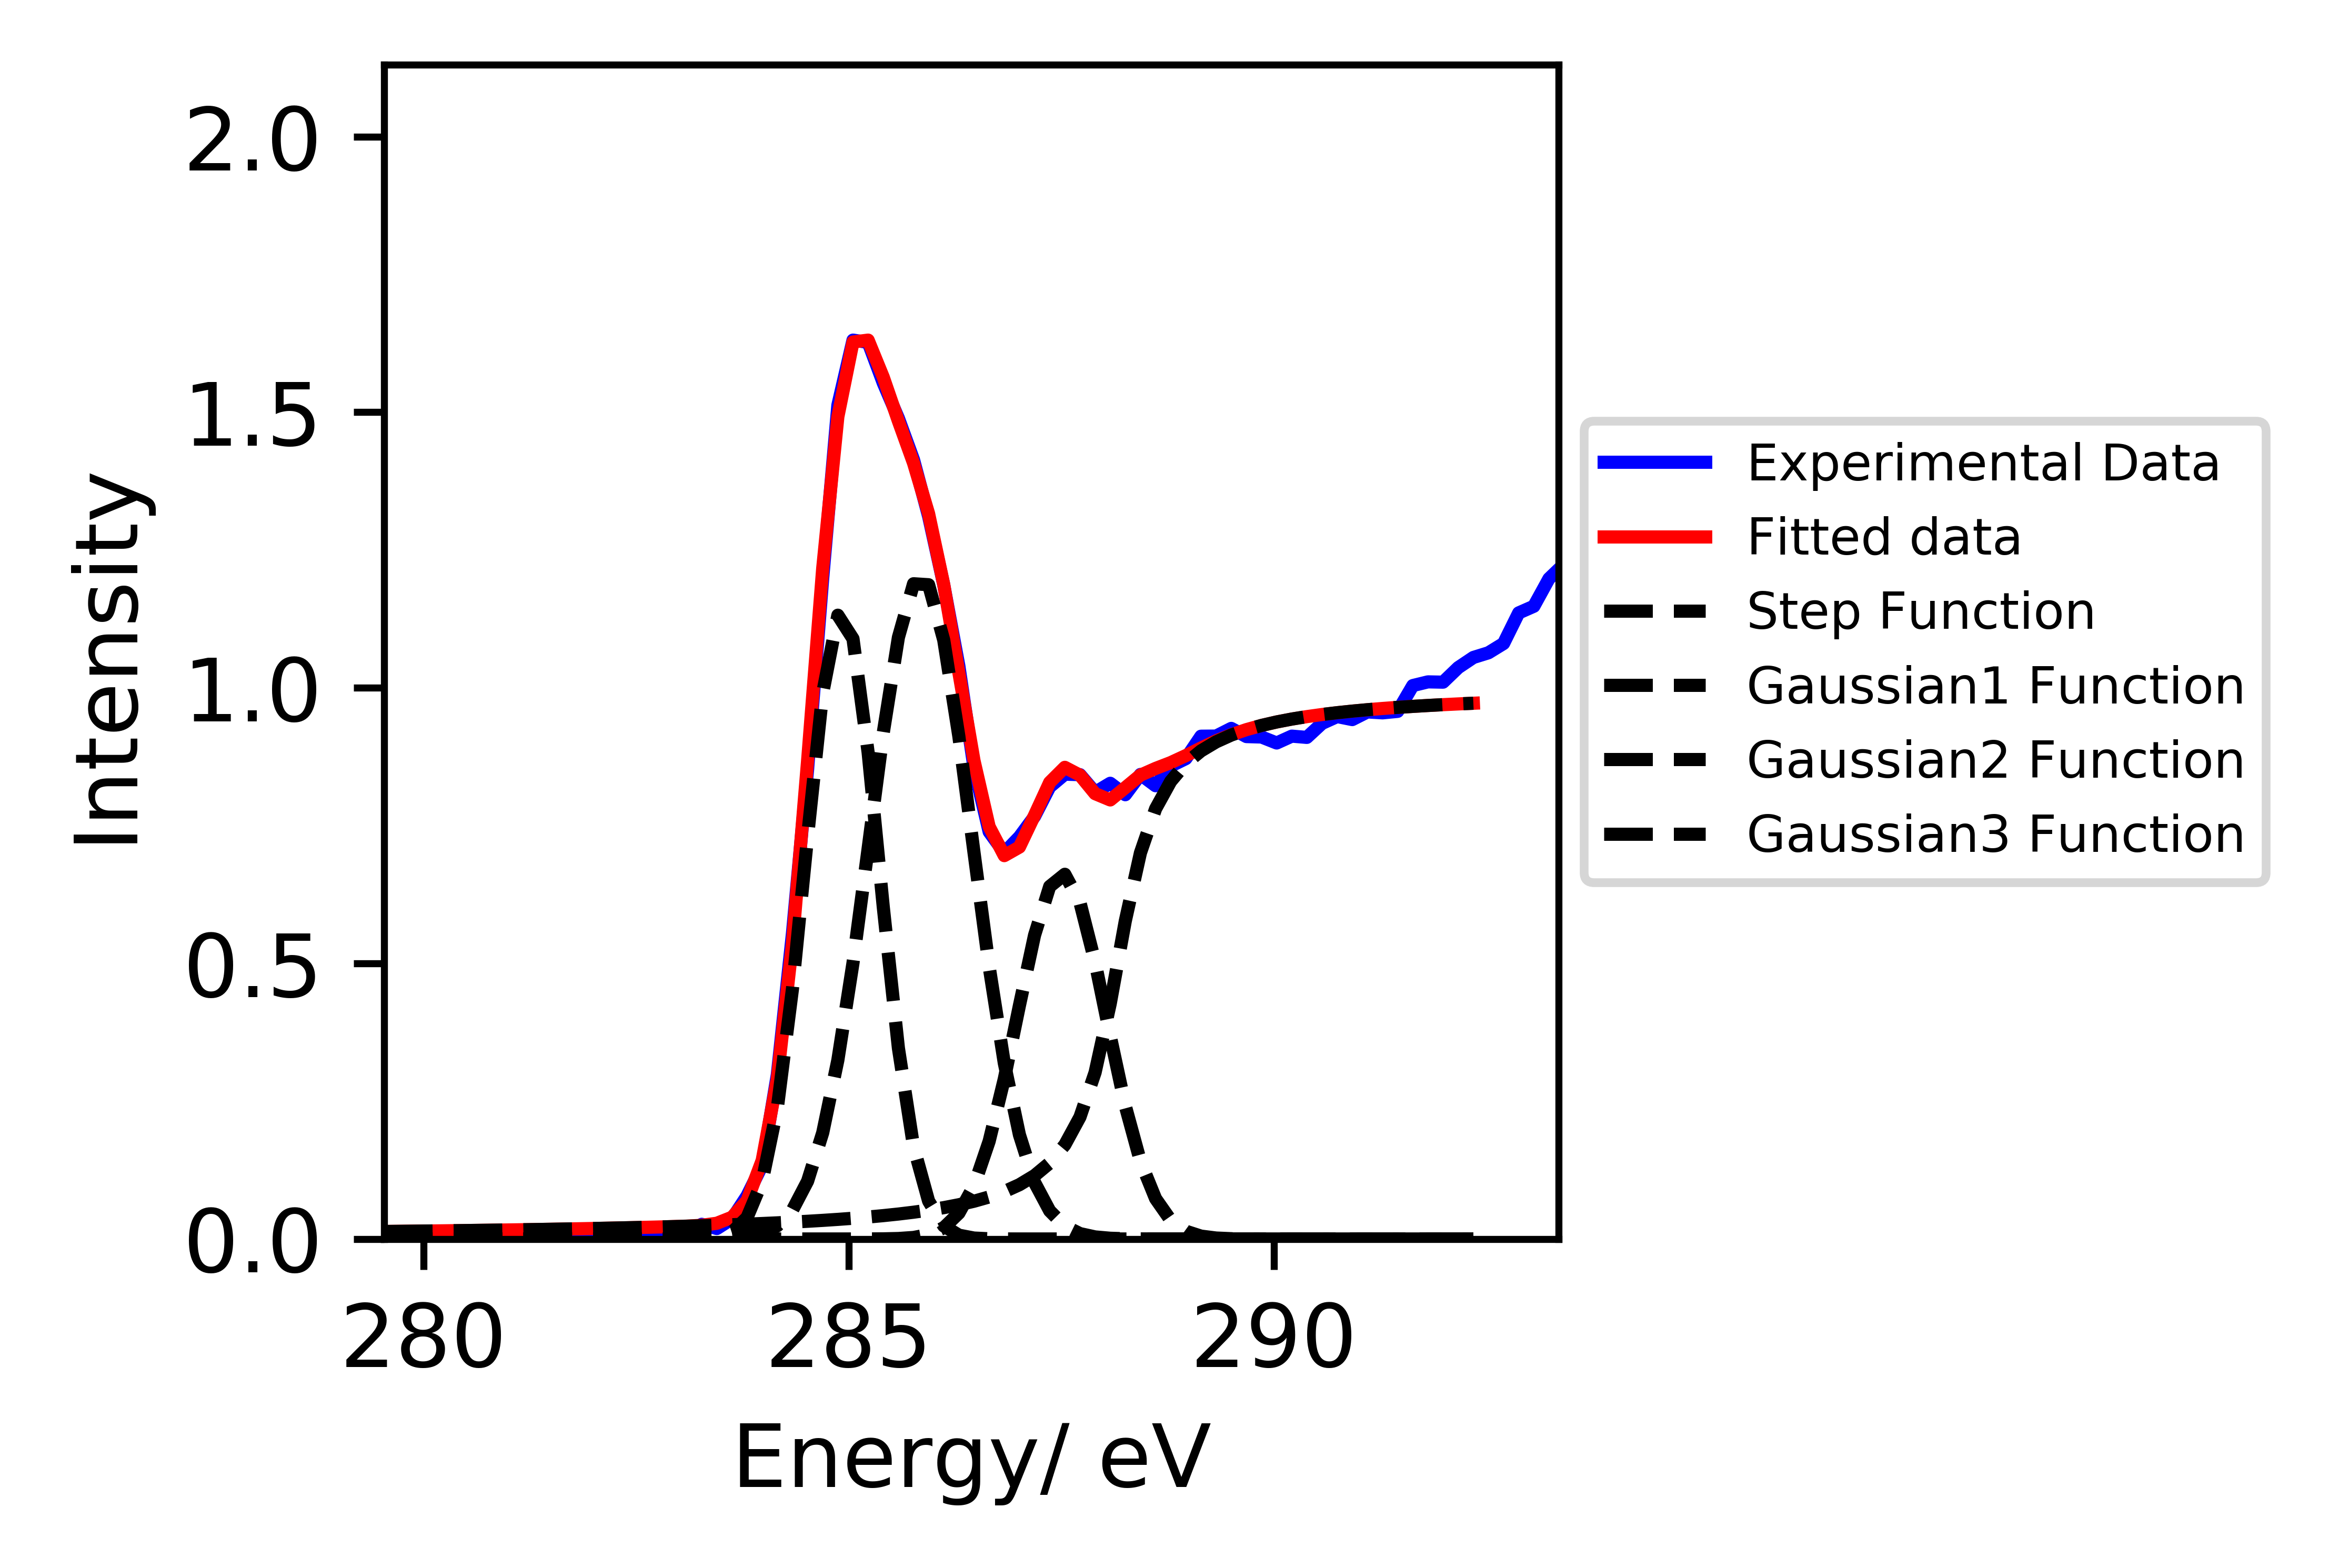 2.0
1.5
1.0
0.5
0.0
280
285
290
Intensity
Energy/ eV
Experimental Data
Fitted data
Step Function
Gaussian1 Function
Gaussian2 Function
Gaussian3 Function